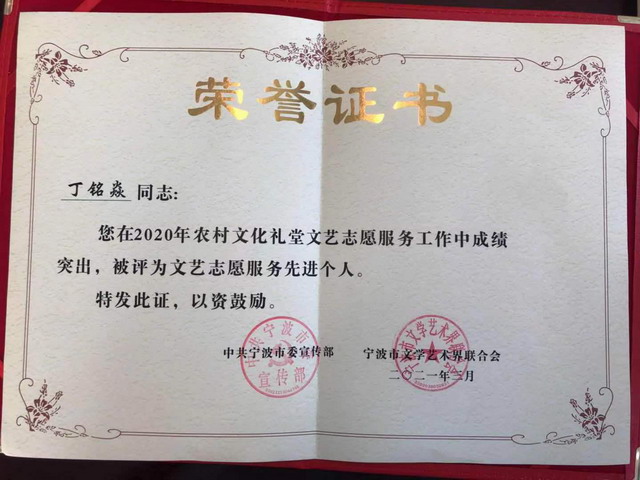 荣誉证书
丁铭焱 同志:
您在2020年农村文化礼堂文艺志愿服务工作中成绩
突出，被评为文艺志愿服务先进个人。
特发此证，以资鼓励。
中共宁波市委宣传部 宁波市文学艺术界联合会
二〇二一年三月